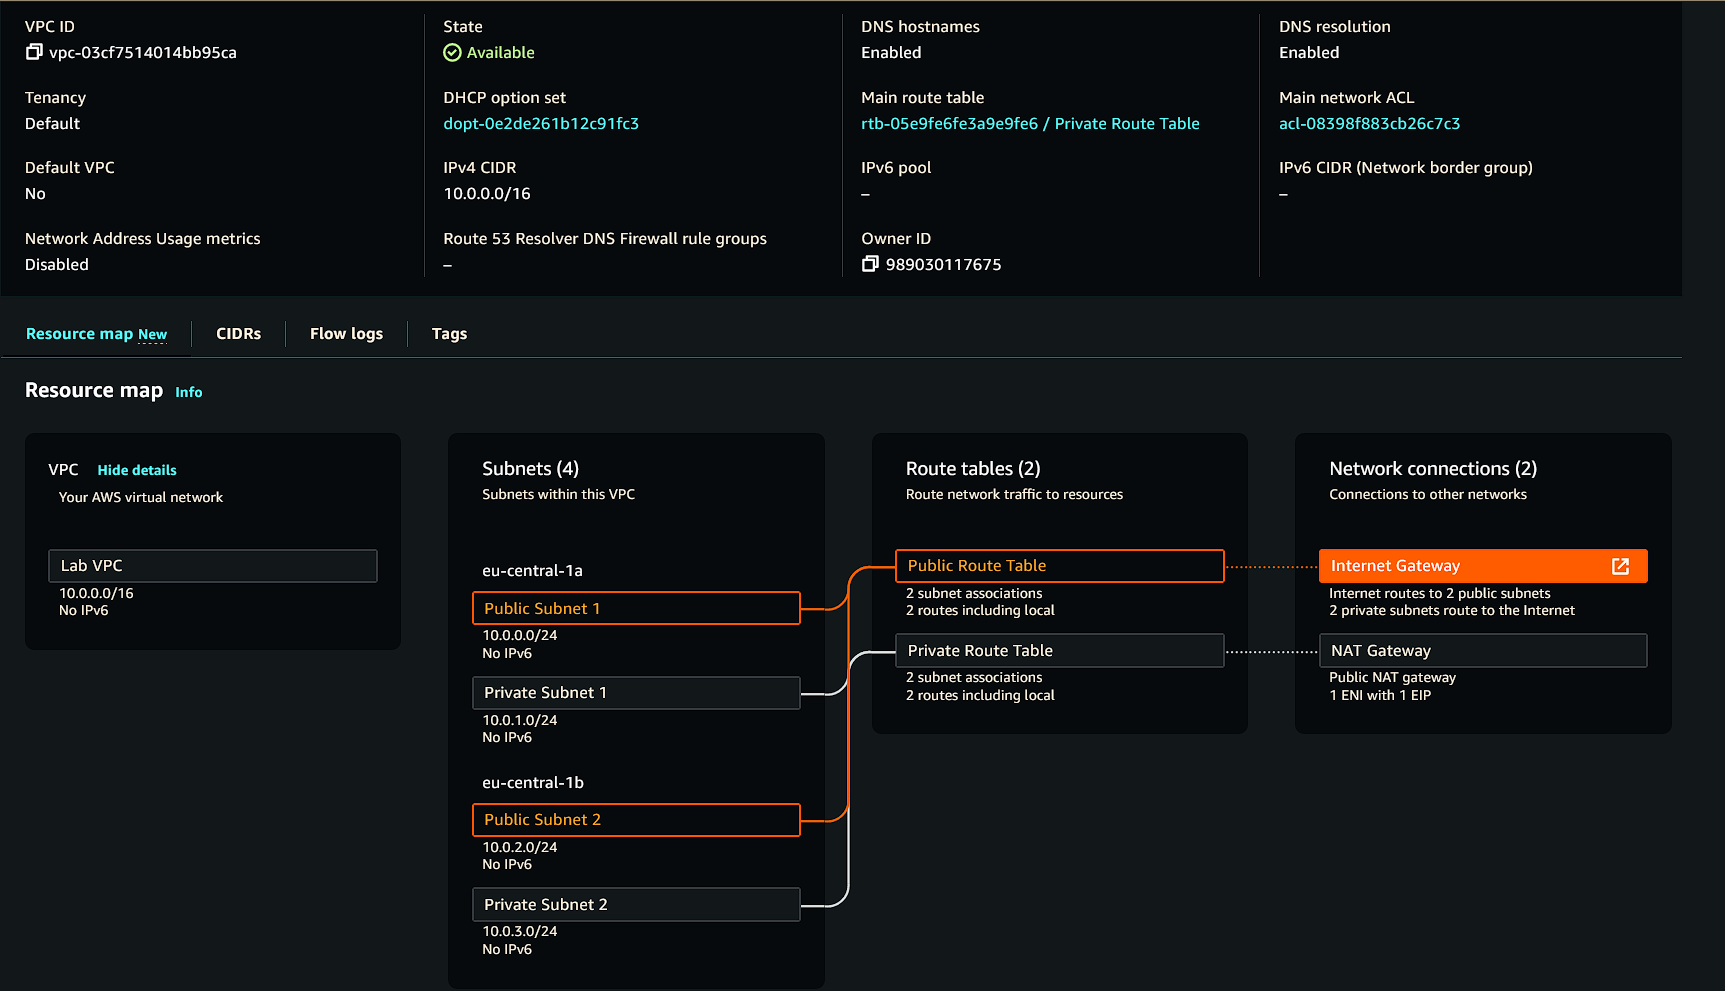 VPC ID
vpc-03cf7514014bb95ca
State
Available
DNS hostnames
Enabled
DNS resolution
Enabled
Tenancy
Default
DHCP option set
dopt-0e2de261b12c91fc3
Main route table
rtb-05e9fe6fe3a9e9fe6 / Private Route Table
Main network ACL
acl-08398f883cb26c7c3
Default VPC
No
IPv4 CIDR
10.0.0.0/16
IPv6 pool
–
IPv6 CIDR (Network border group)
–
Network Address Usage metrics
Disabled
Route 53 Resolver DNS Firewall rule groups
–
Owner ID
989030117675
Resource map New
CIDRs
Flow logs
Tags
Resource map Info
VPC Hide details
Your AWS virtual network
Lab VPC
10.0.0.0/16
No IPv6
Subnets (4)
Subnets within this VPC
eu-central-1a
Public Subnet 1
10.0.0.0/24
No IPv6
Private Subnet 1
10.0.1.0/24
No IPv6
eu-central-1b
Public Subnet 2
10.0.2.0/24
No IPv6
Private Subnet 2
10.0.3.0/24
No IPv6
Route tables (2)
Route network traffic to resources
Public Route Table
2 subnet associations
2 routes including local
Private Route Table
2 subnet associations
2 routes including local
Network connections (2)
Connections to other networks
Internet Gateway
Internet routes to 2 public subnets
2 private subnets route to the Internet
NAT Gateway
Public NAT gateway
1 ENI with 1 EIP